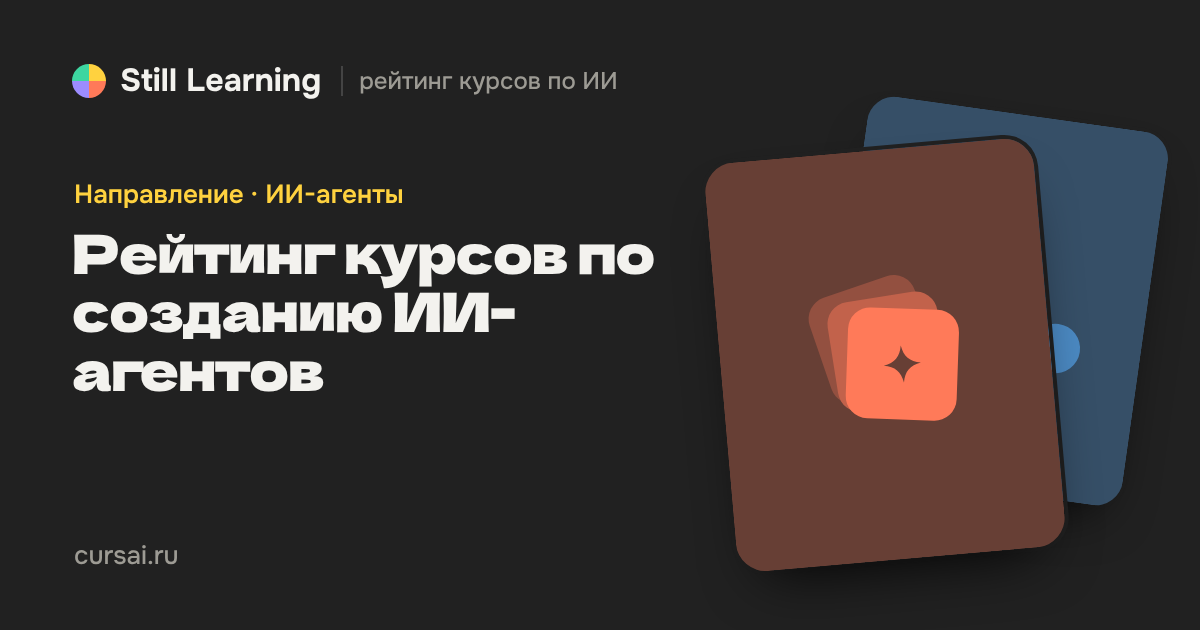 Still Learning
рейтинг курсов по ИИ
Направление · ИИ-агенты
Рейтинг курсов по
созданию ИИ-
агентов
cursai.ru